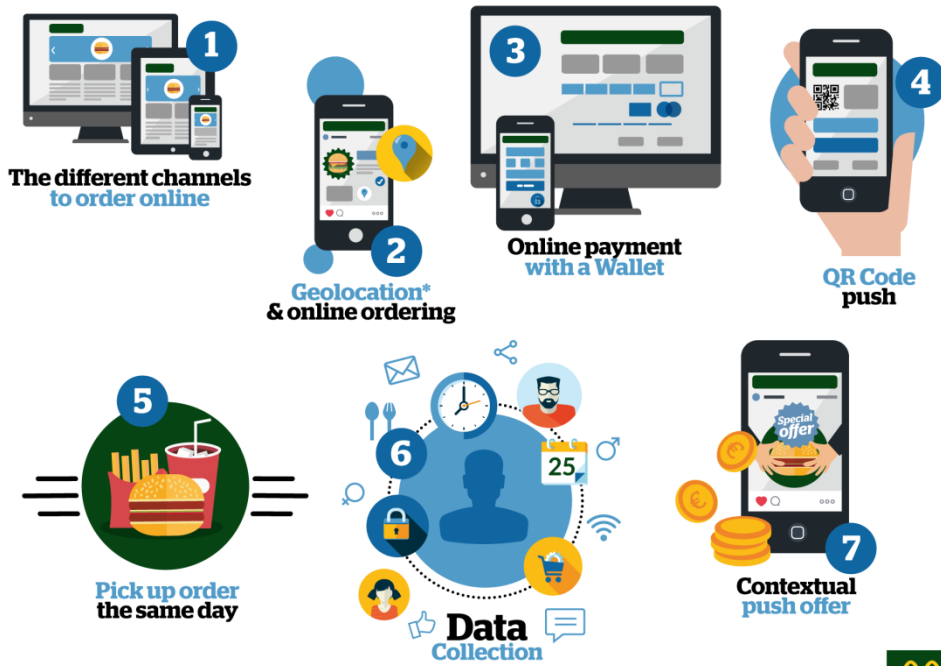 1
The different channels
to order online
2
Geolocation*
& online ordering
3
Online payment
with a Wallet
4
QR Code
push
5
Pick up order
the same day
6
25
Data
Collection
Special
offer
7
Contextual
push offer